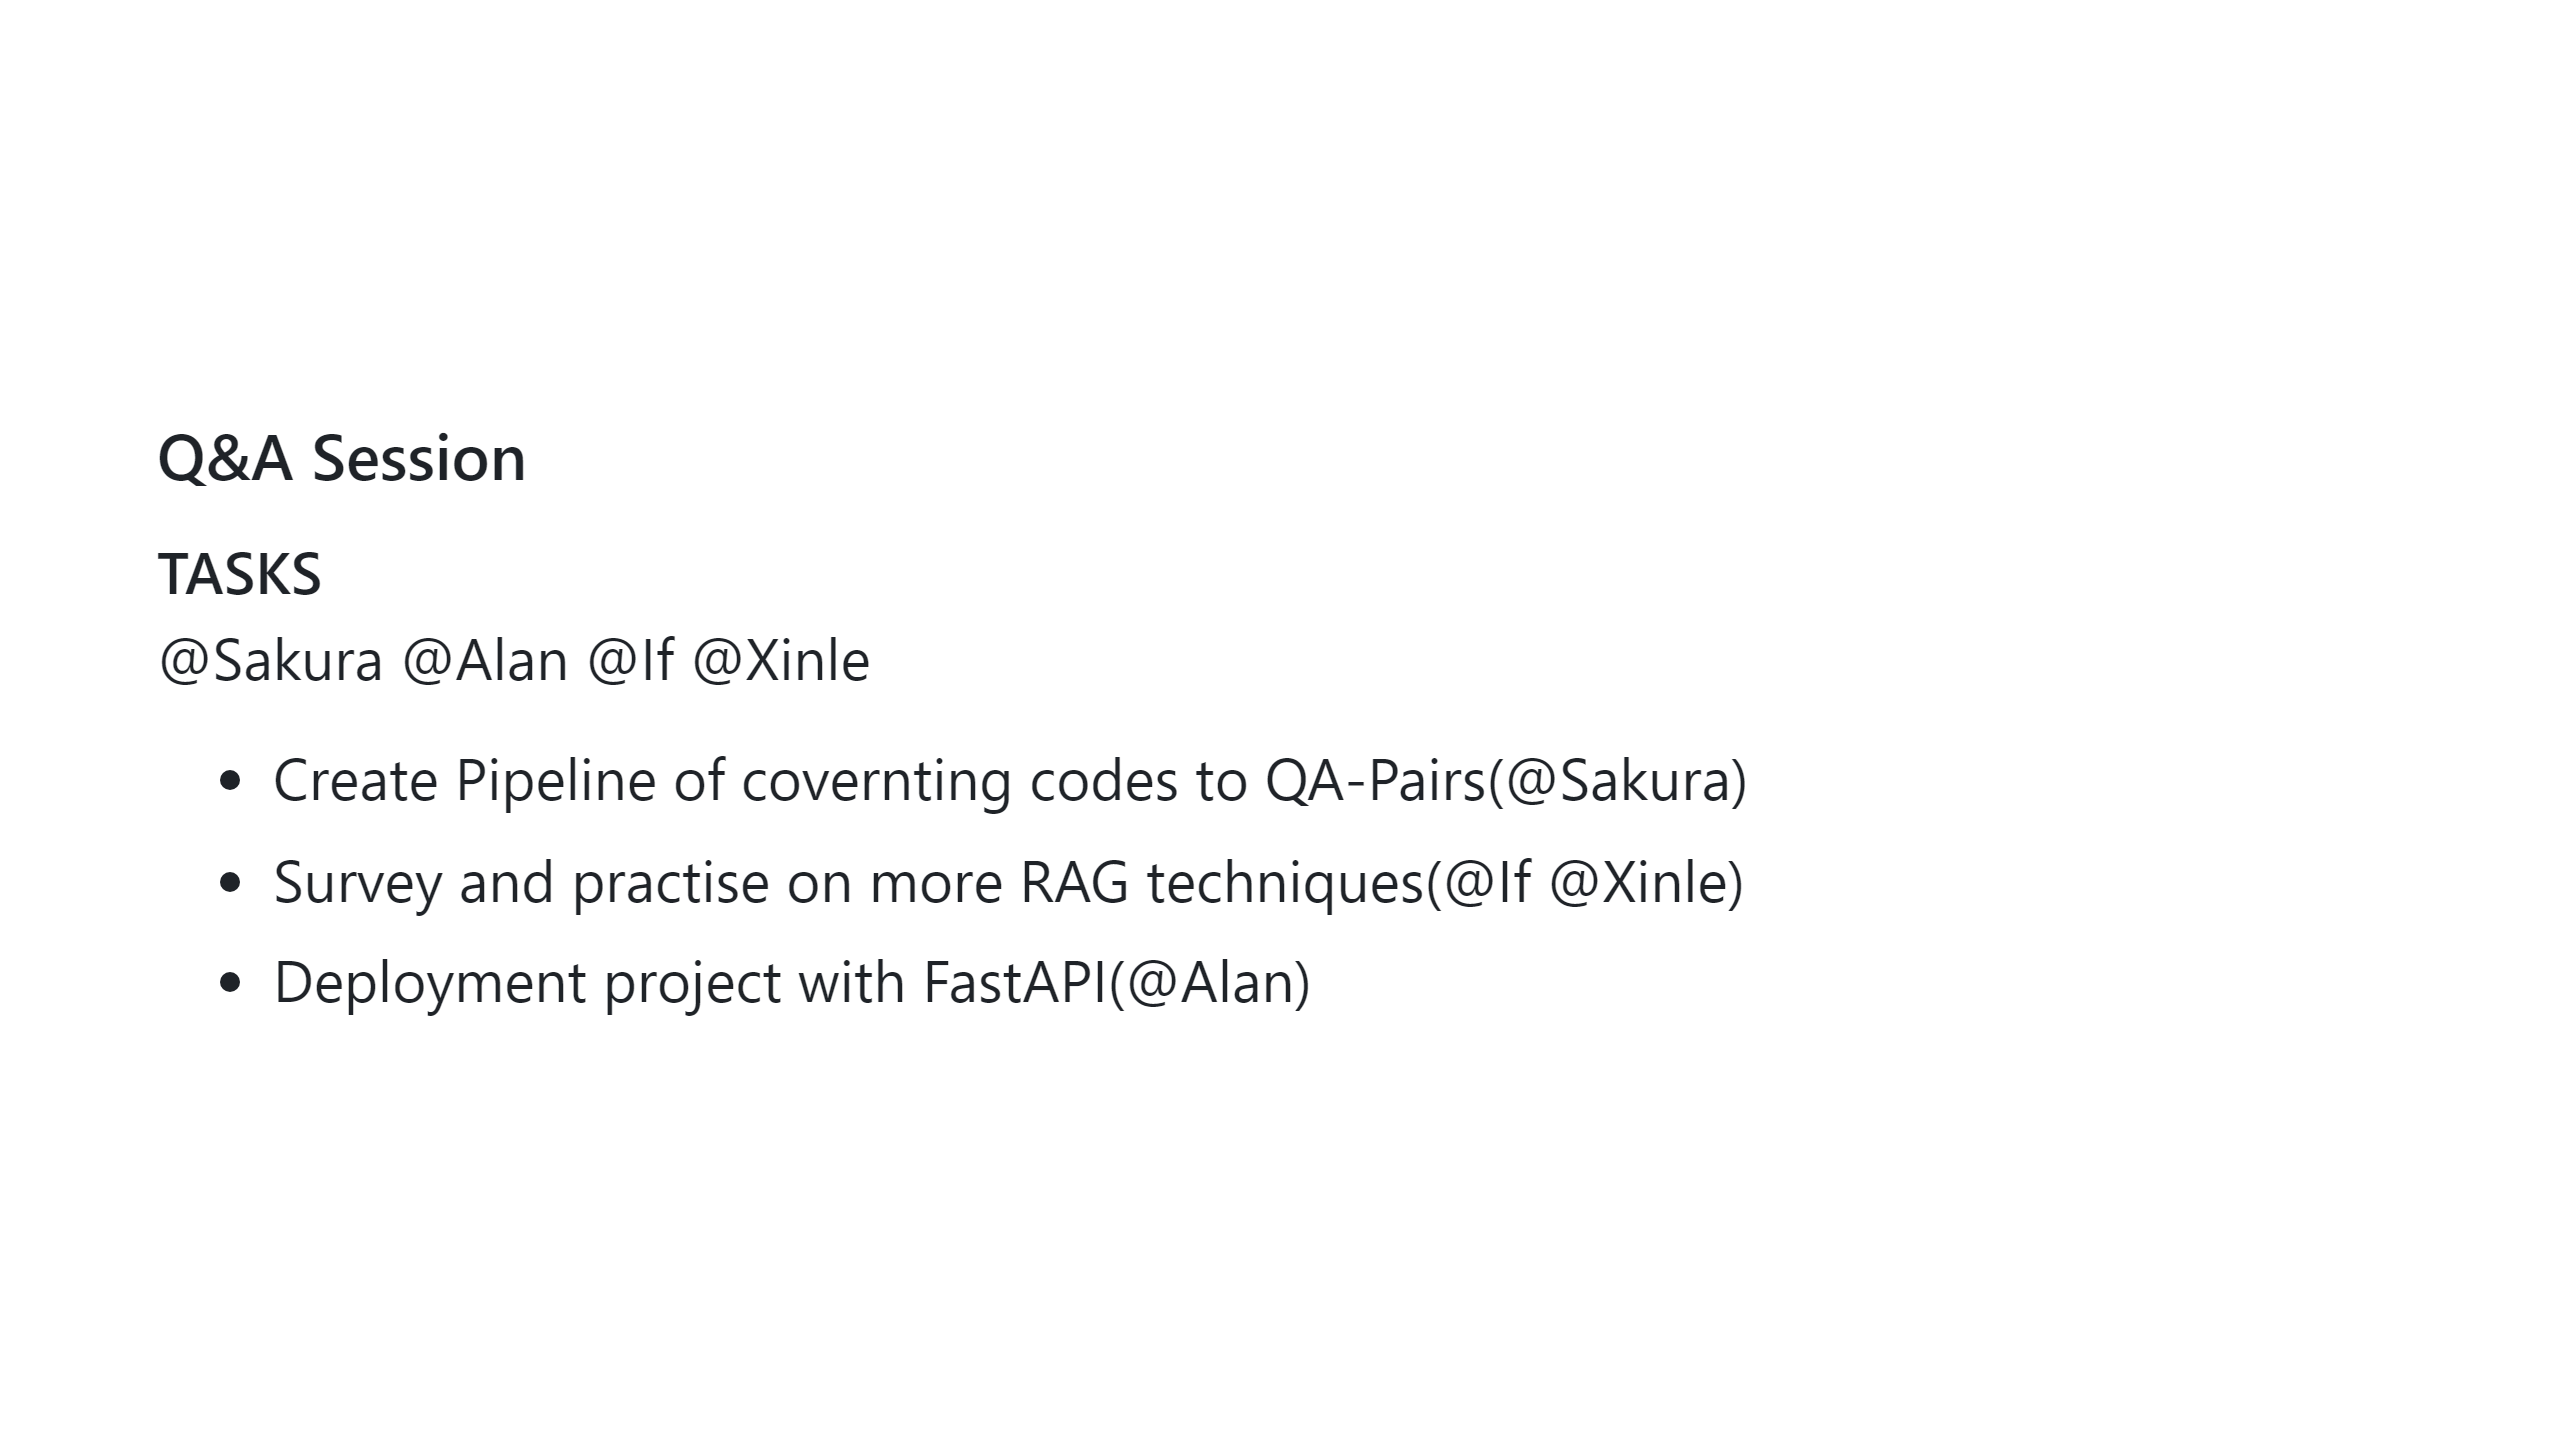 Q&A Session
TASKS
@Sakura @Alan @If @Xinle
• Create Pipeline of covernting codes to QA-Pairs(@Sakura)
• Survey and practise on more RAG techniques(@If @Xinle)
• Deployment project with FastAPI(@Alan)